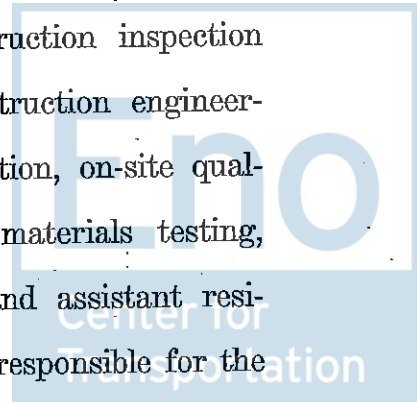 ruction inspection
truction engineer-
tion, on-site qual-
materials testing,
nd assistant resi-
responsible for the
Eno
Center for
Transportation